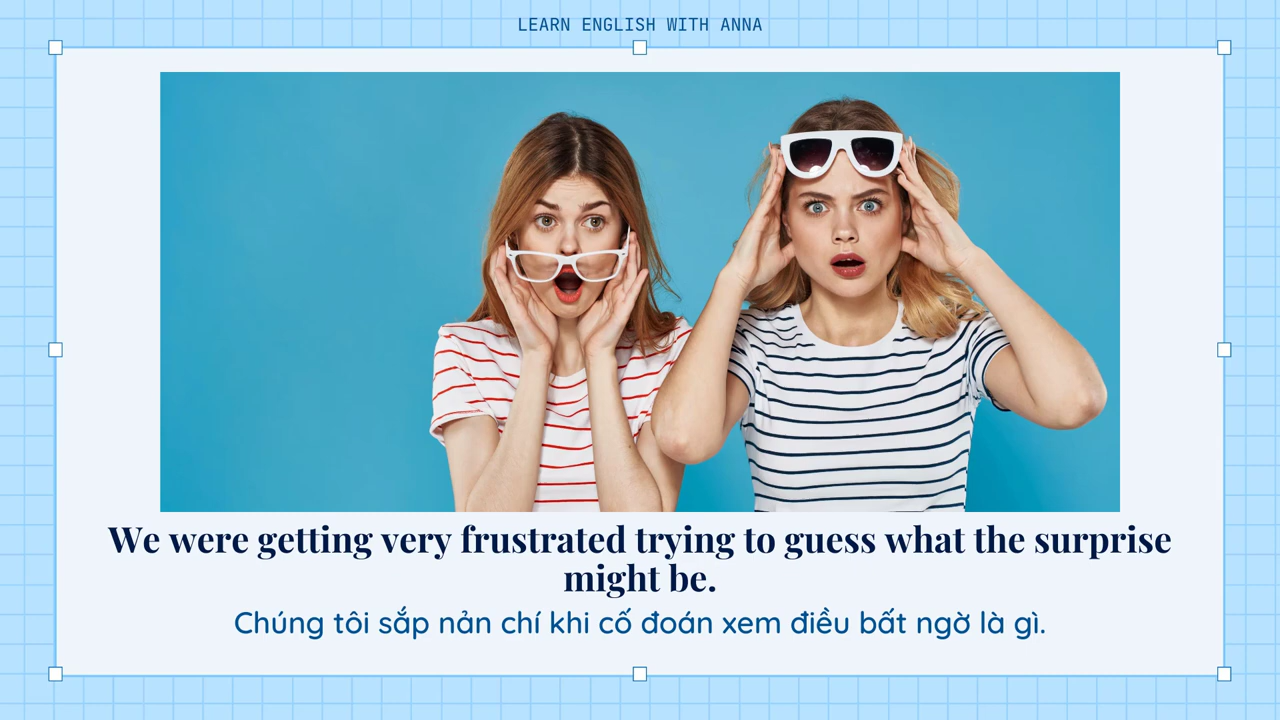 LEARN ENGLISH WITH ANNA
We were getting very frustrated trying to guess what the surprise
might be.
Chúng tôi sắp nản chí khi cố đoán xem điều bất ngờ là gì.